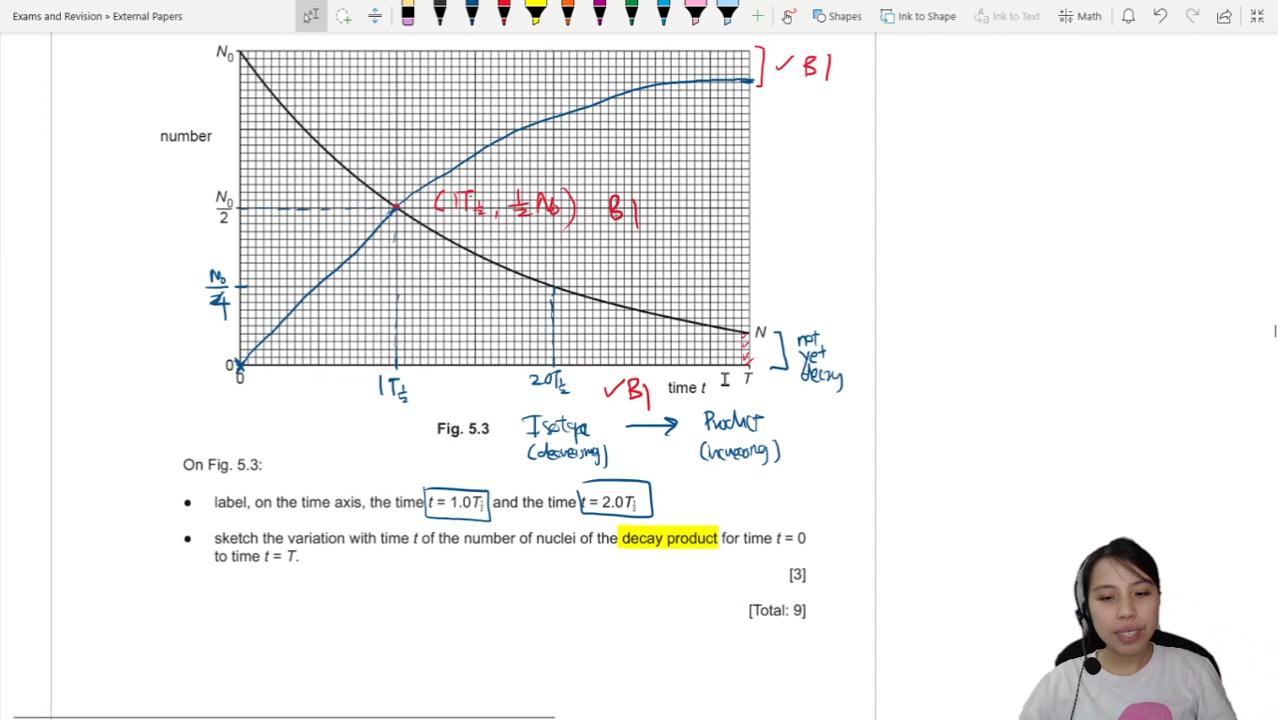 Exams and Revision » External Papers
Shapes
Ink to Shape
Ink to Text
Math
N0
✓ B1
number
N0/2
(1T½, ½N0) B1
N0/4
N
not
yet
decay
0
0
1T½
2.0T½
✓B1
time t
T
Fig. 5.3
Isotope → Product
(decreasing) (increasing)
On Fig. 5.3:
• label, on the time axis, the time t = 1.0T½ and the time t = 2.0T½
• sketch the variation with time t of the number of nuclei of the decay product for time t = 0
to time t = T.
[3]
[Total: 9]